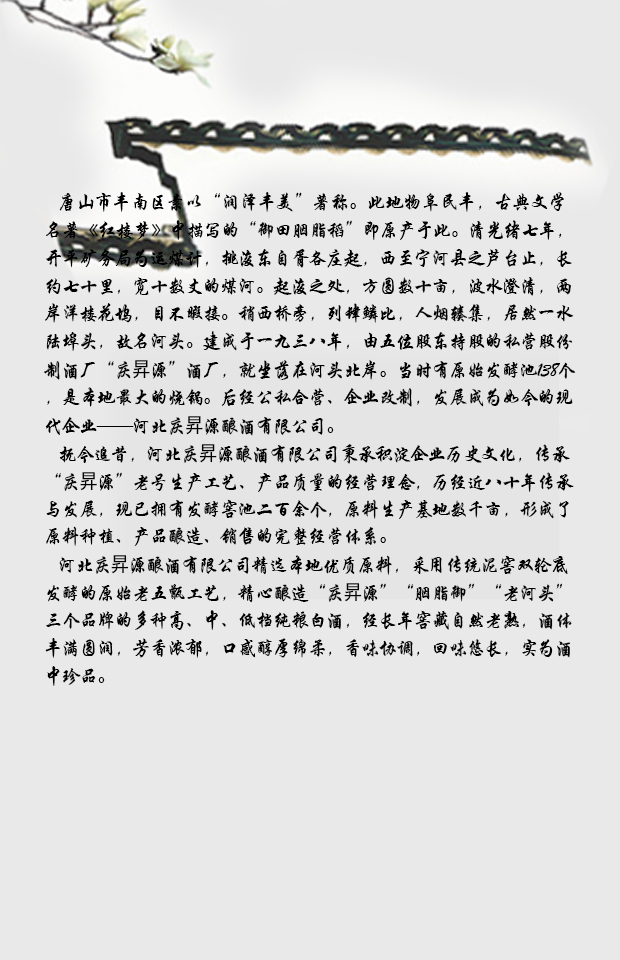 唐山市丰南区素以“润泽丰美”著称。此地物阜民丰，古典文学
名著《红楼梦》中描写的“御田胭脂稻”即原产于此。清光绪七年，
开平矿务局为运煤计，挑浚东自胥各庄起，西至宁河县之芦台止，长
约七十里，宽十数丈的煤河。起浚之处，方圆数十亩，波水澄清，两
岸洋楼花坞，目不暇接。稍西桥旁，列肆鳞比，人烟辏集，居然一水
陆埠头，故名河头。建成于一九三八年，由五位股东持股的私营股份
制酒厂“庆昇源”酒厂，就坐落在河头北岸。当时有原始发酵池138个
，是本地最大的烧锅。后经公私合营、企业改制，发展成为如今的现
代企业——河北庆昇源酿酒有限公司。
抚今追昔，河北庆昇源酿酒有限公司秉承积淀企业历史文化，传承
“庆昇源”老号生产工艺、产品质量的经营理念，历经近八十年传承
与发展，现已拥有发酵窖池二百余个，原料生产基地数千亩，形成了
原料种植、产品酿造、销售的完整经营体系。
河北庆昇源酿酒有限公司精选本地优质原料，采用传统泥窖双轮底
发酵的原始老五甑工艺，精心酿造“庆昇源”“胭脂御”“老河头”
三个品牌的多种高、中、低档纯粮白酒，经长年窖藏自然老熟，酒体
丰满圆润，芳香浓郁，口感醇厚绵柔，香味协调，回味悠长，实为酒
中珍品。